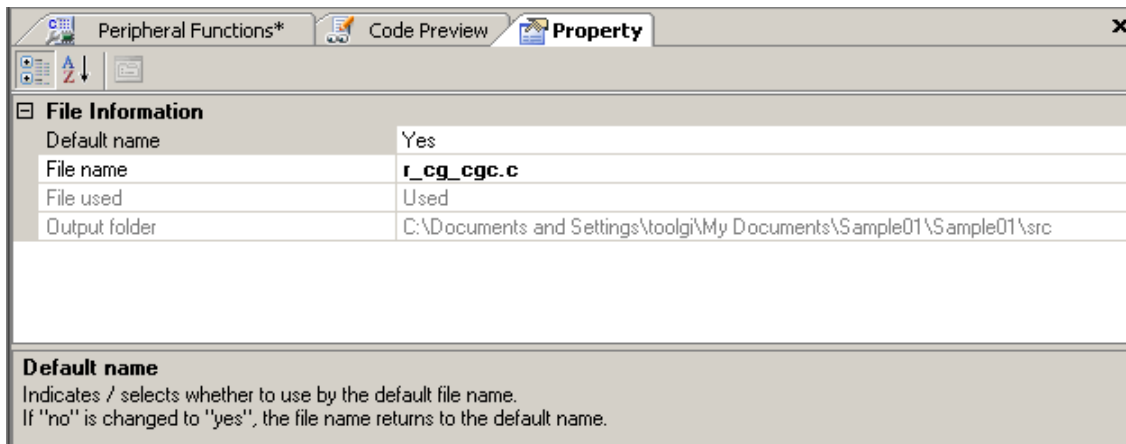 Peripheral Functions* Code Preview Property
File Information
Default name Yes
File name r_cg_cgc.c
File used Used
Output folder C:\Documents and Settings\toolgi\My Documents\Sample01\Sample01\src
Default name
Indicates / selects whether to use by the default file name.
If "no" is changed to "yes", the file name returns to the default name.